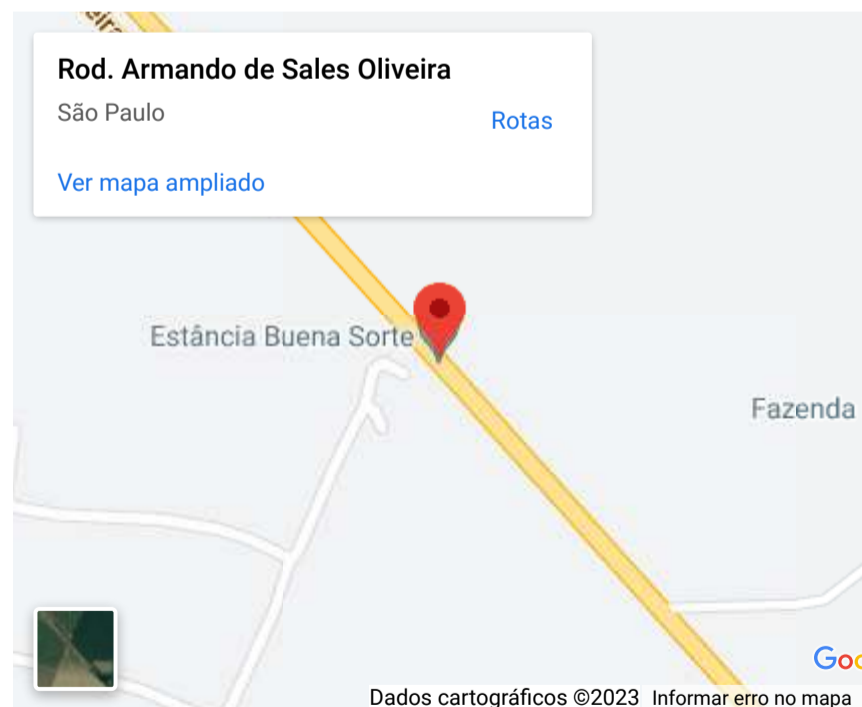 Rod. Armando de Sales Oliveira
São Paulo
Rotas
Ver mapa ampliado
Estância Buena Sorte
Fazenda
Dados cartográficos ©2023
Informar erro no mapa